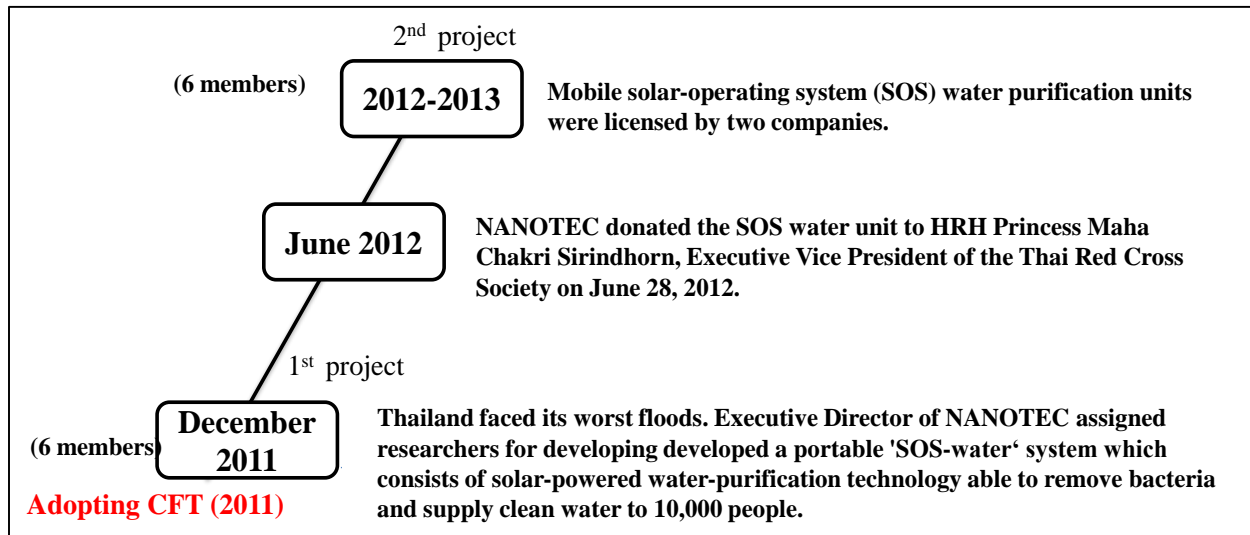 2nd project
(6 members)
2012-2013
Mobile solar-operating system (SOS) water purification units
were licensed by two companies.
June 2012
NANOTEC donated the SOS water unit to HRH Princess Maha
Chakri Sirindhorn, Executive Vice President of the Thai Red Cross
Society on June 28, 2012.
1st project
(6 members)
December
2011
Thailand faced its worst floods. Executive Director of NANOTEC assigned
researchers for developing developed a portable 'SOS-water‘ system which
consists of solar-powered water-purification technology able to remove bacteria
and supply clean water to 10,000 people.
Adopting CFT (2011)